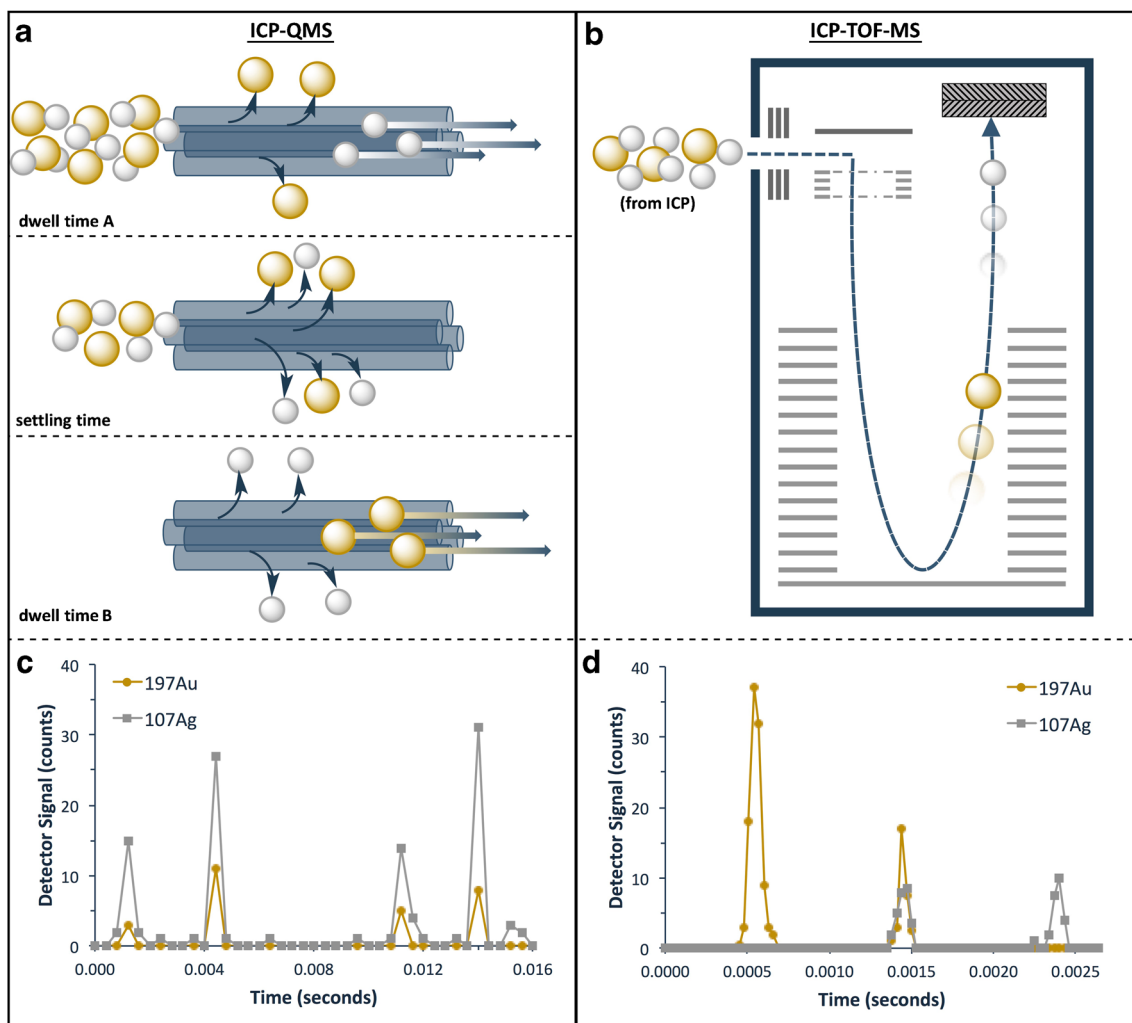 a
ICP-QMS
dwell time A
settling time
dwell time B
b
ICP-TOF-MS
(from ICP)
c
197Au
107Ag
Detector Signal (counts)
40
30
20
10
0
0.000
0.004
0.008
0.012
0.016
Time (seconds)
d
197Au
107Ag
Detector Signal (counts)
40
30
20
10
0
0.0000
0.0005
0.0010
0.0015
0.0020
0.0025
Time (seconds)